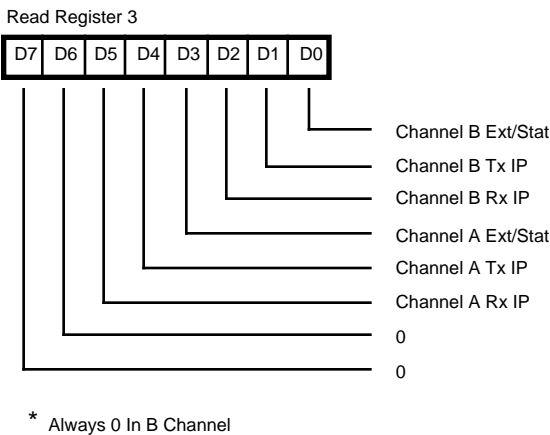 Read Register 3
D7 D6 D5 D4 D3 D2 D1 D0
Channel B Ext/Stat
Channel B Tx IP
Channel B Rx IP
Channel A Ext/Stat
Channel A Tx IP
Channel A Rx IP
0
0
* Always 0 In B Channel